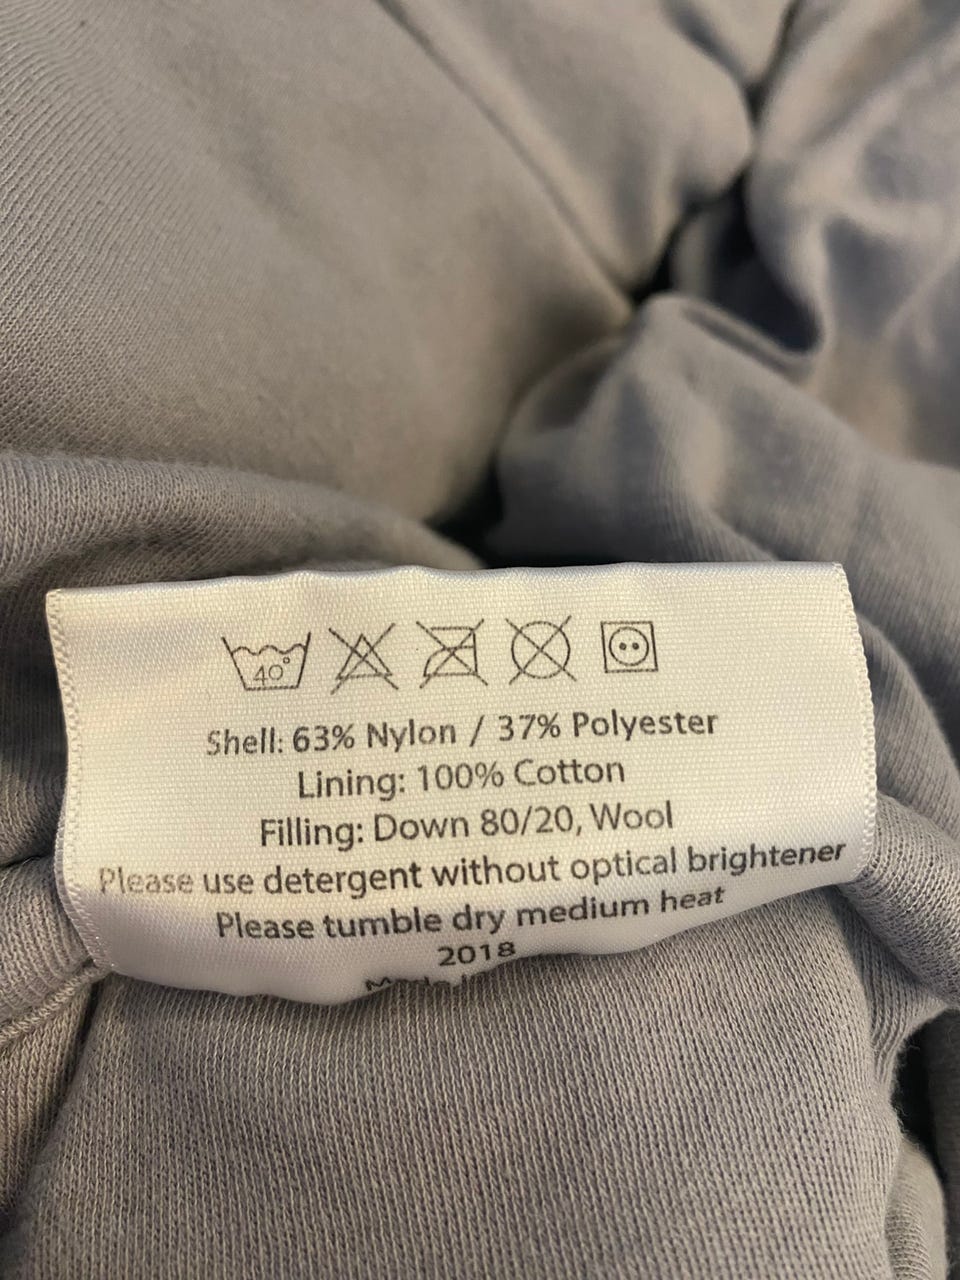 40°
Shell: 63% Nylon / 37% Polyester
Lining: 100% Cotton
Filling: Down 80/20, Wool
Please use detergent without optical brightener
Please tumble dry medium heat
2018